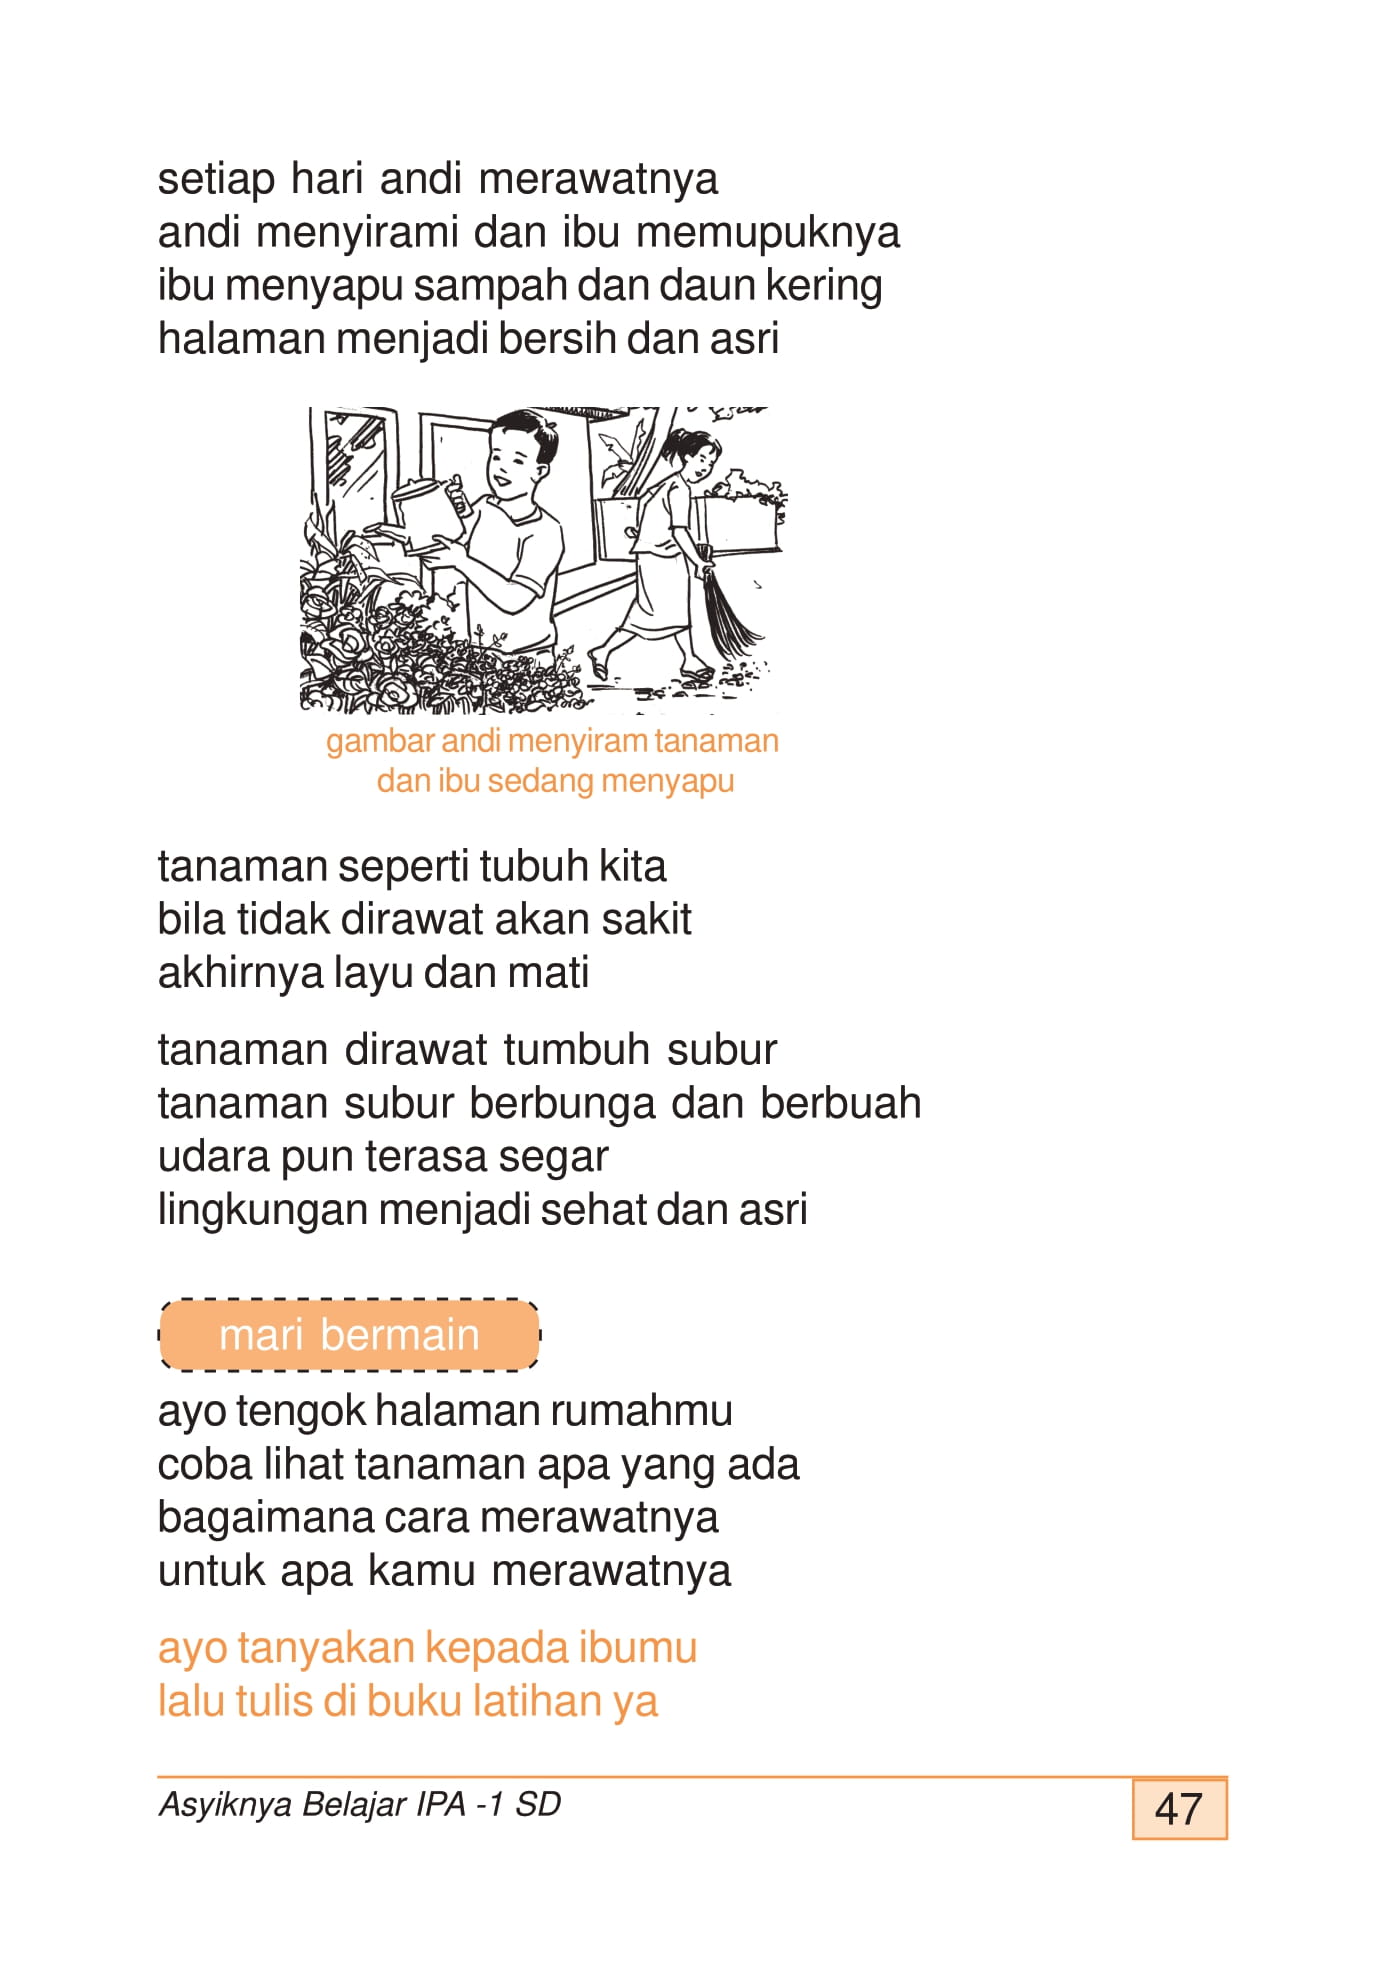 setiap hari andi merawatnya
andi menyirami dan ibu memupuknya
ibu menyapu sampah dan daun kering
halaman menjadi bersih dan asri
gambar andi menyiram tanaman
dan ibu sedang menyapu
tanaman seperti tubuh kita
bila tidak dirawat akan sakit
akhirnya layu dan mati
tanaman dirawat tumbuh subur
tanaman subur berbunga dan berbuah
udara pun terasa segar
lingkungan menjadi sehat dan asri
mari bermain
ayo tengok halaman rumahmu
coba lihat tanaman apa yang ada
bagaimana cara merawatnya
untuk apa kamu merawatnya
ayo tanyakan kepada ibumu
lalu tulis di buku latihan ya
Asyiknya Belajar IPA -1 SD
47